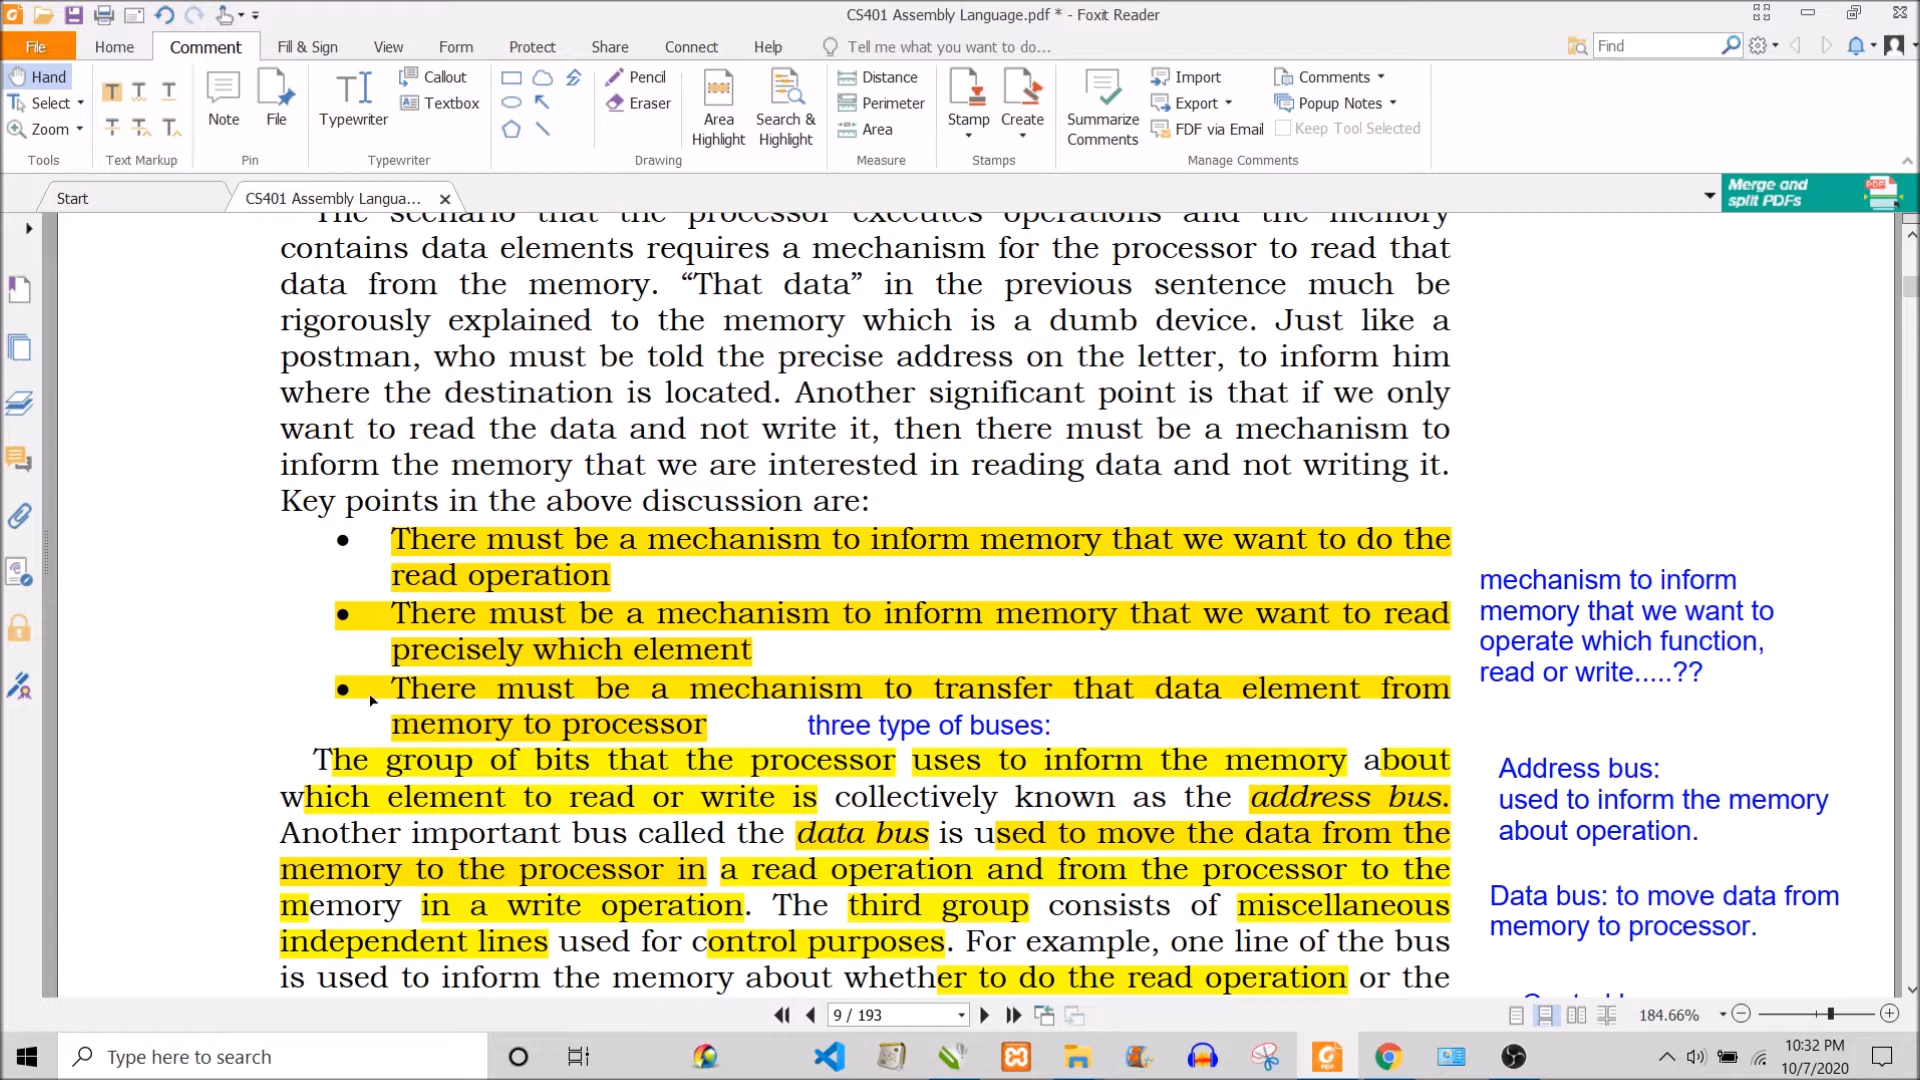 CS401 Assembly Language.pdf * - Foxit Reader
File
Home
Comment
Fill & Sign
View
Form
Protect
Share
Connect
Help
Tell me what you want to do...
Find
Hand
Select
Zoom
Tools
Text Markup
Note
File
Pin
Typewriter
Callout
Textbox
Typewriter
Pencil
Eraser
Area Highlight
Search & Highlight
Drawing
Distance
Perimeter
Area
Measure
Stamp
Create
Stamps
Summarize Comments
Import
Export
FDF via Email
Comments
Popup Notes
Keep Tool Selected
Manage Comments
Start
CS401 Assembly Langua...
Merge and
split PDFs
The scenario that the processor executes operations and the memory
contains data elements requires a mechanism for the processor to read that
data from the memory. “That data” in the previous sentence much be
rigorously explained to the memory which is a dumb device. Just like a
postman, who must be told the precise address on the letter, to inform him
where the destination is located. Another significant point is that if we only
want to read the data and not write it, then there must be a mechanism to
inform the memory that we are interested in reading data and not writing it.
Key points in the above discussion are:
• There must be a mechanism to inform memory that we want to do the
read operation
• There must be a mechanism to inform memory that we want to read
precisely which element
• There must be a mechanism to transfer that data element from
memory to processor
three type of buses:
The group of bits that the processor uses to inform the memory about
which element to read or write is collectively known as the address bus.
Another important bus called the data bus is used to move the data from the
memory to the processor in a read operation and from the processor to the
memory in a write operation. The third group consists of miscellaneous
independent lines used for control purposes. For example, one line of the bus
is used to inform the memory about whether to do the read operation or the
mechanism to inform
memory that we want to
operate which function,
read or write.....??
Address bus:
used to inform the memory
about operation.
Data bus: to move data from
memory to processor.
9 / 193
184.66%
Type here to search
10:32 PM
10/7/2020